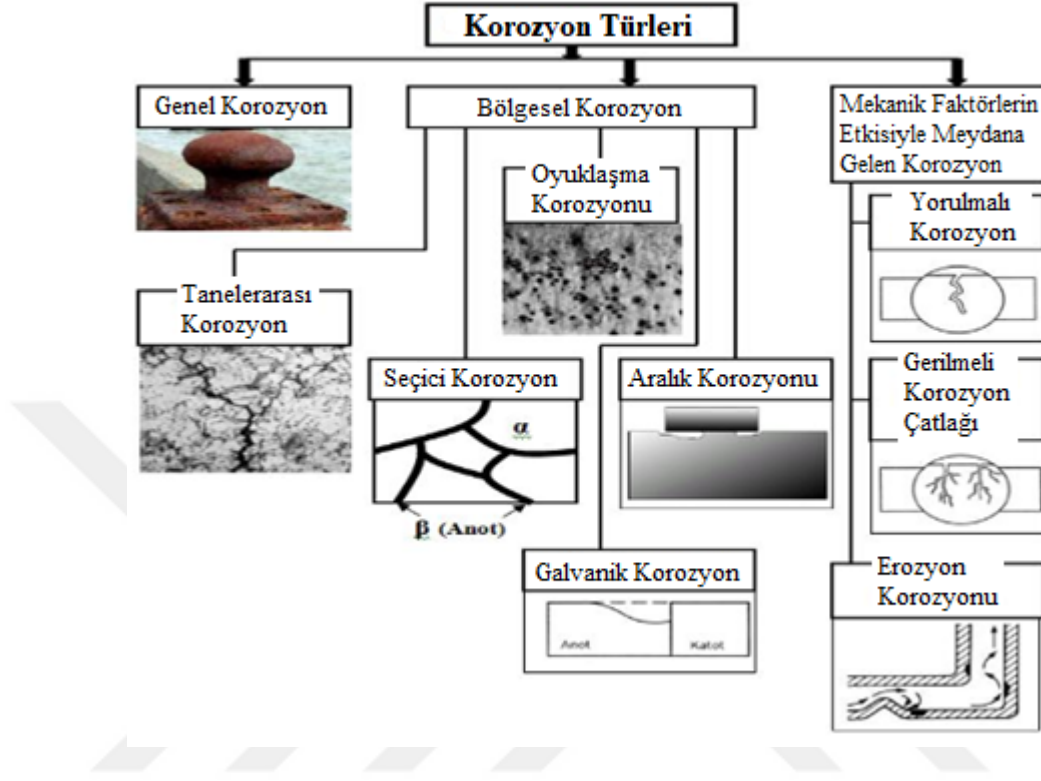 Korozyon Türleri
Genel Korozyon
Bölgesel Korozyon
Mekanik Faktörlerin
Etkisiyle Meydana
Gelen Korozyon
Oyuklaşma
Korozyonu
Yorulmalı
Korozyon
Tanelerarası
Korozyon
Seçici Korozyon
α
β (Anot)
Aralık Korozyonu
Gerilmeli
Korozyon
Çatlağı
Galvanik Korozyon
Anot
Katot
Erozyon
Korozyonu